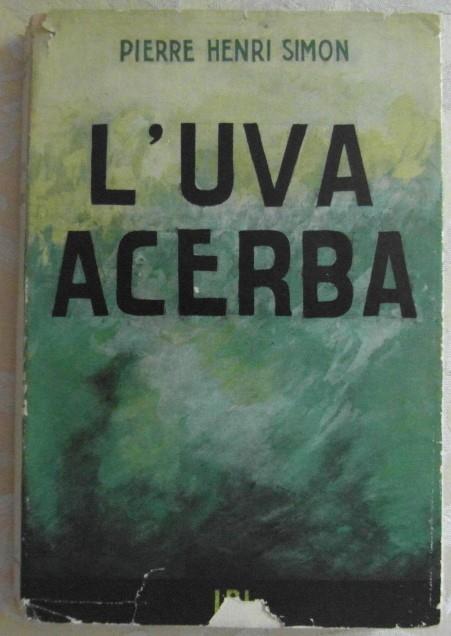 PIERRE HENRI SIMON
L'UVA
ACERBA